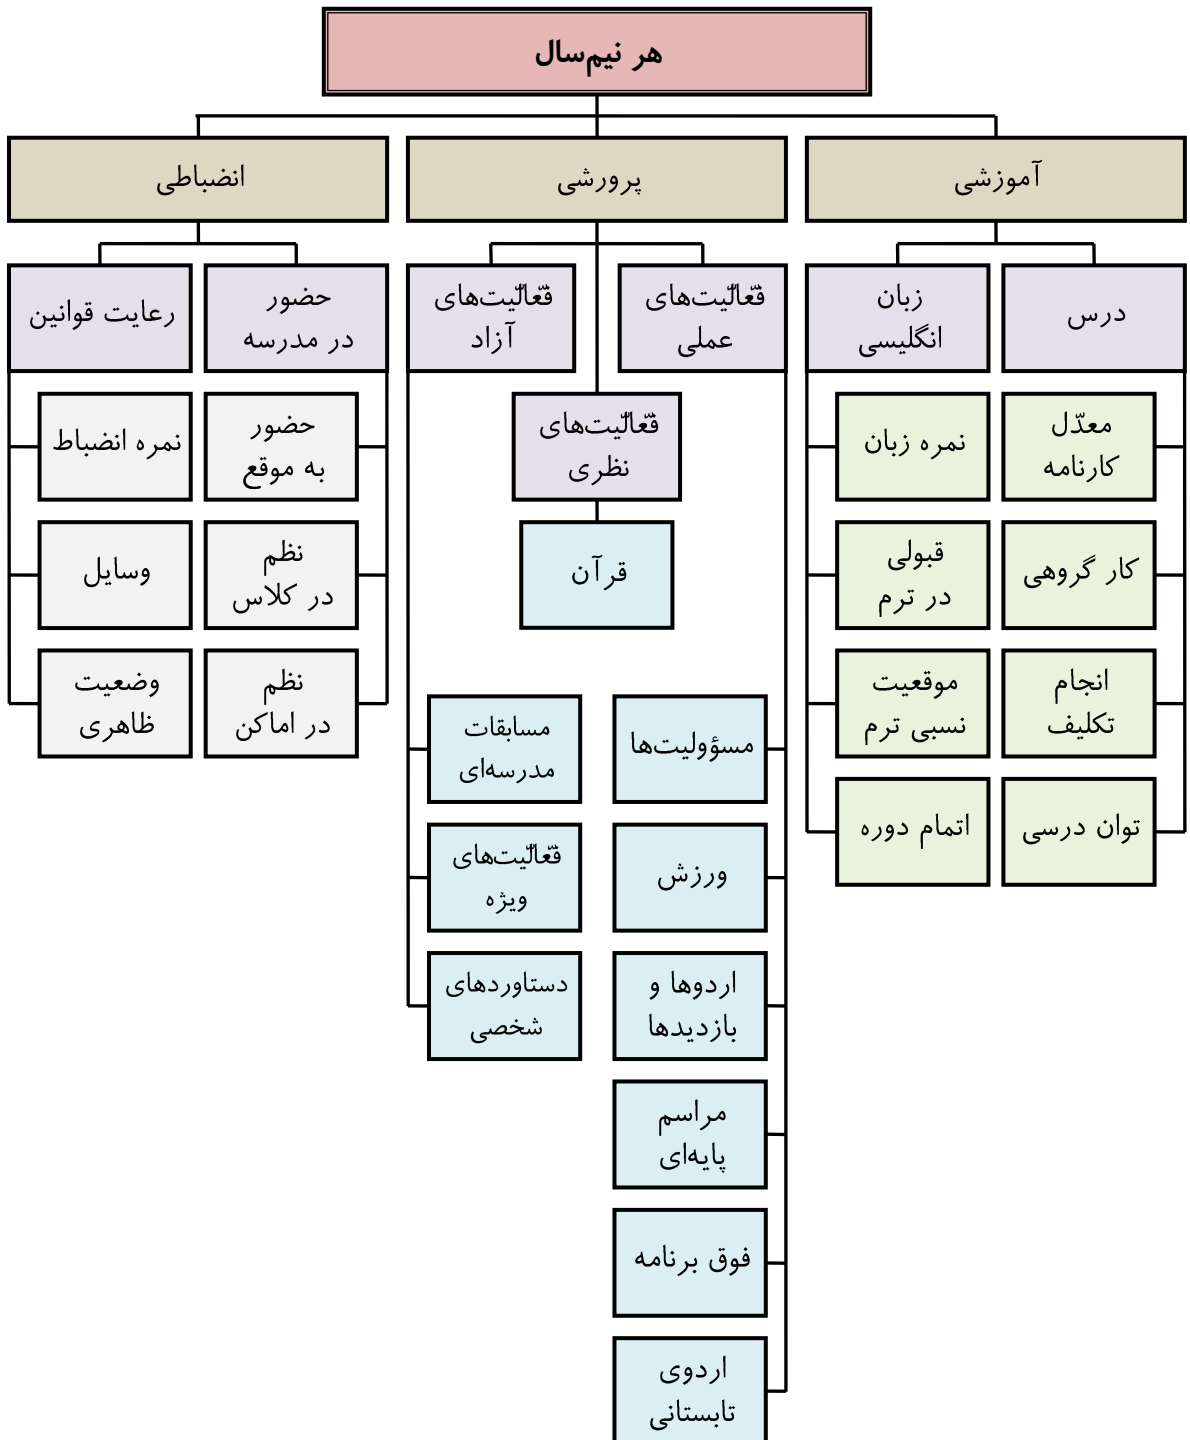 هر نیم‌سال
آموزشی
پرورشی
انضباطی
درس
زبان
انگلیسی
فعّالیّت‌های
عملی
فعّالیّت‌های
آزاد
حضور
در مدرسه
رعایت قوانین
معدّل
کارنامه
کار گروهی
انجام
تکلیف
توان درسی
نمره زبان
قبولی
در ترم
موقعیت
نسبی ترم
اتمام دوره
فعّالیّت‌های
نظری
قرآن
مسؤولیت‌ها
ورزش
اردوها و
بازدیدها
مراسم
پایه‌ای
فوق برنامه
اردوی
تابستانی
مسابقات
مدرسه‌ای
فعّالیّت‌های
ویژه
دستاوردهای
شخصی
حضور
به موقع
نظم
در کلاس
نظم
در اماکن
نمره انضباط
وسایل
وضعیت
ظاهری